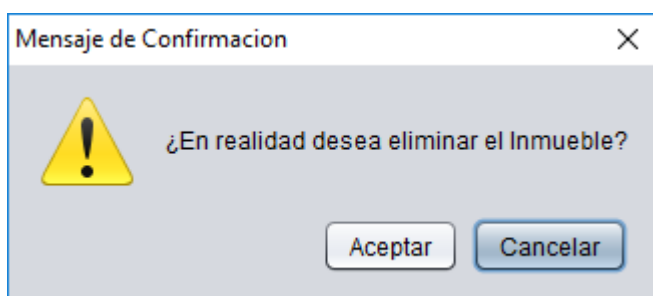 Mensaje de Confirmacion
¿En realidad desea eliminar el Inmueble?
Aceptar
Cancelar